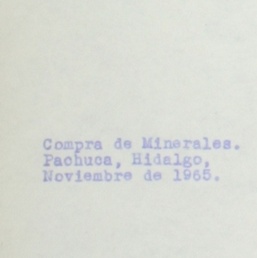 Compra de Minerales.
Pachuca, Hidalgo,
Noviembre de 1965.